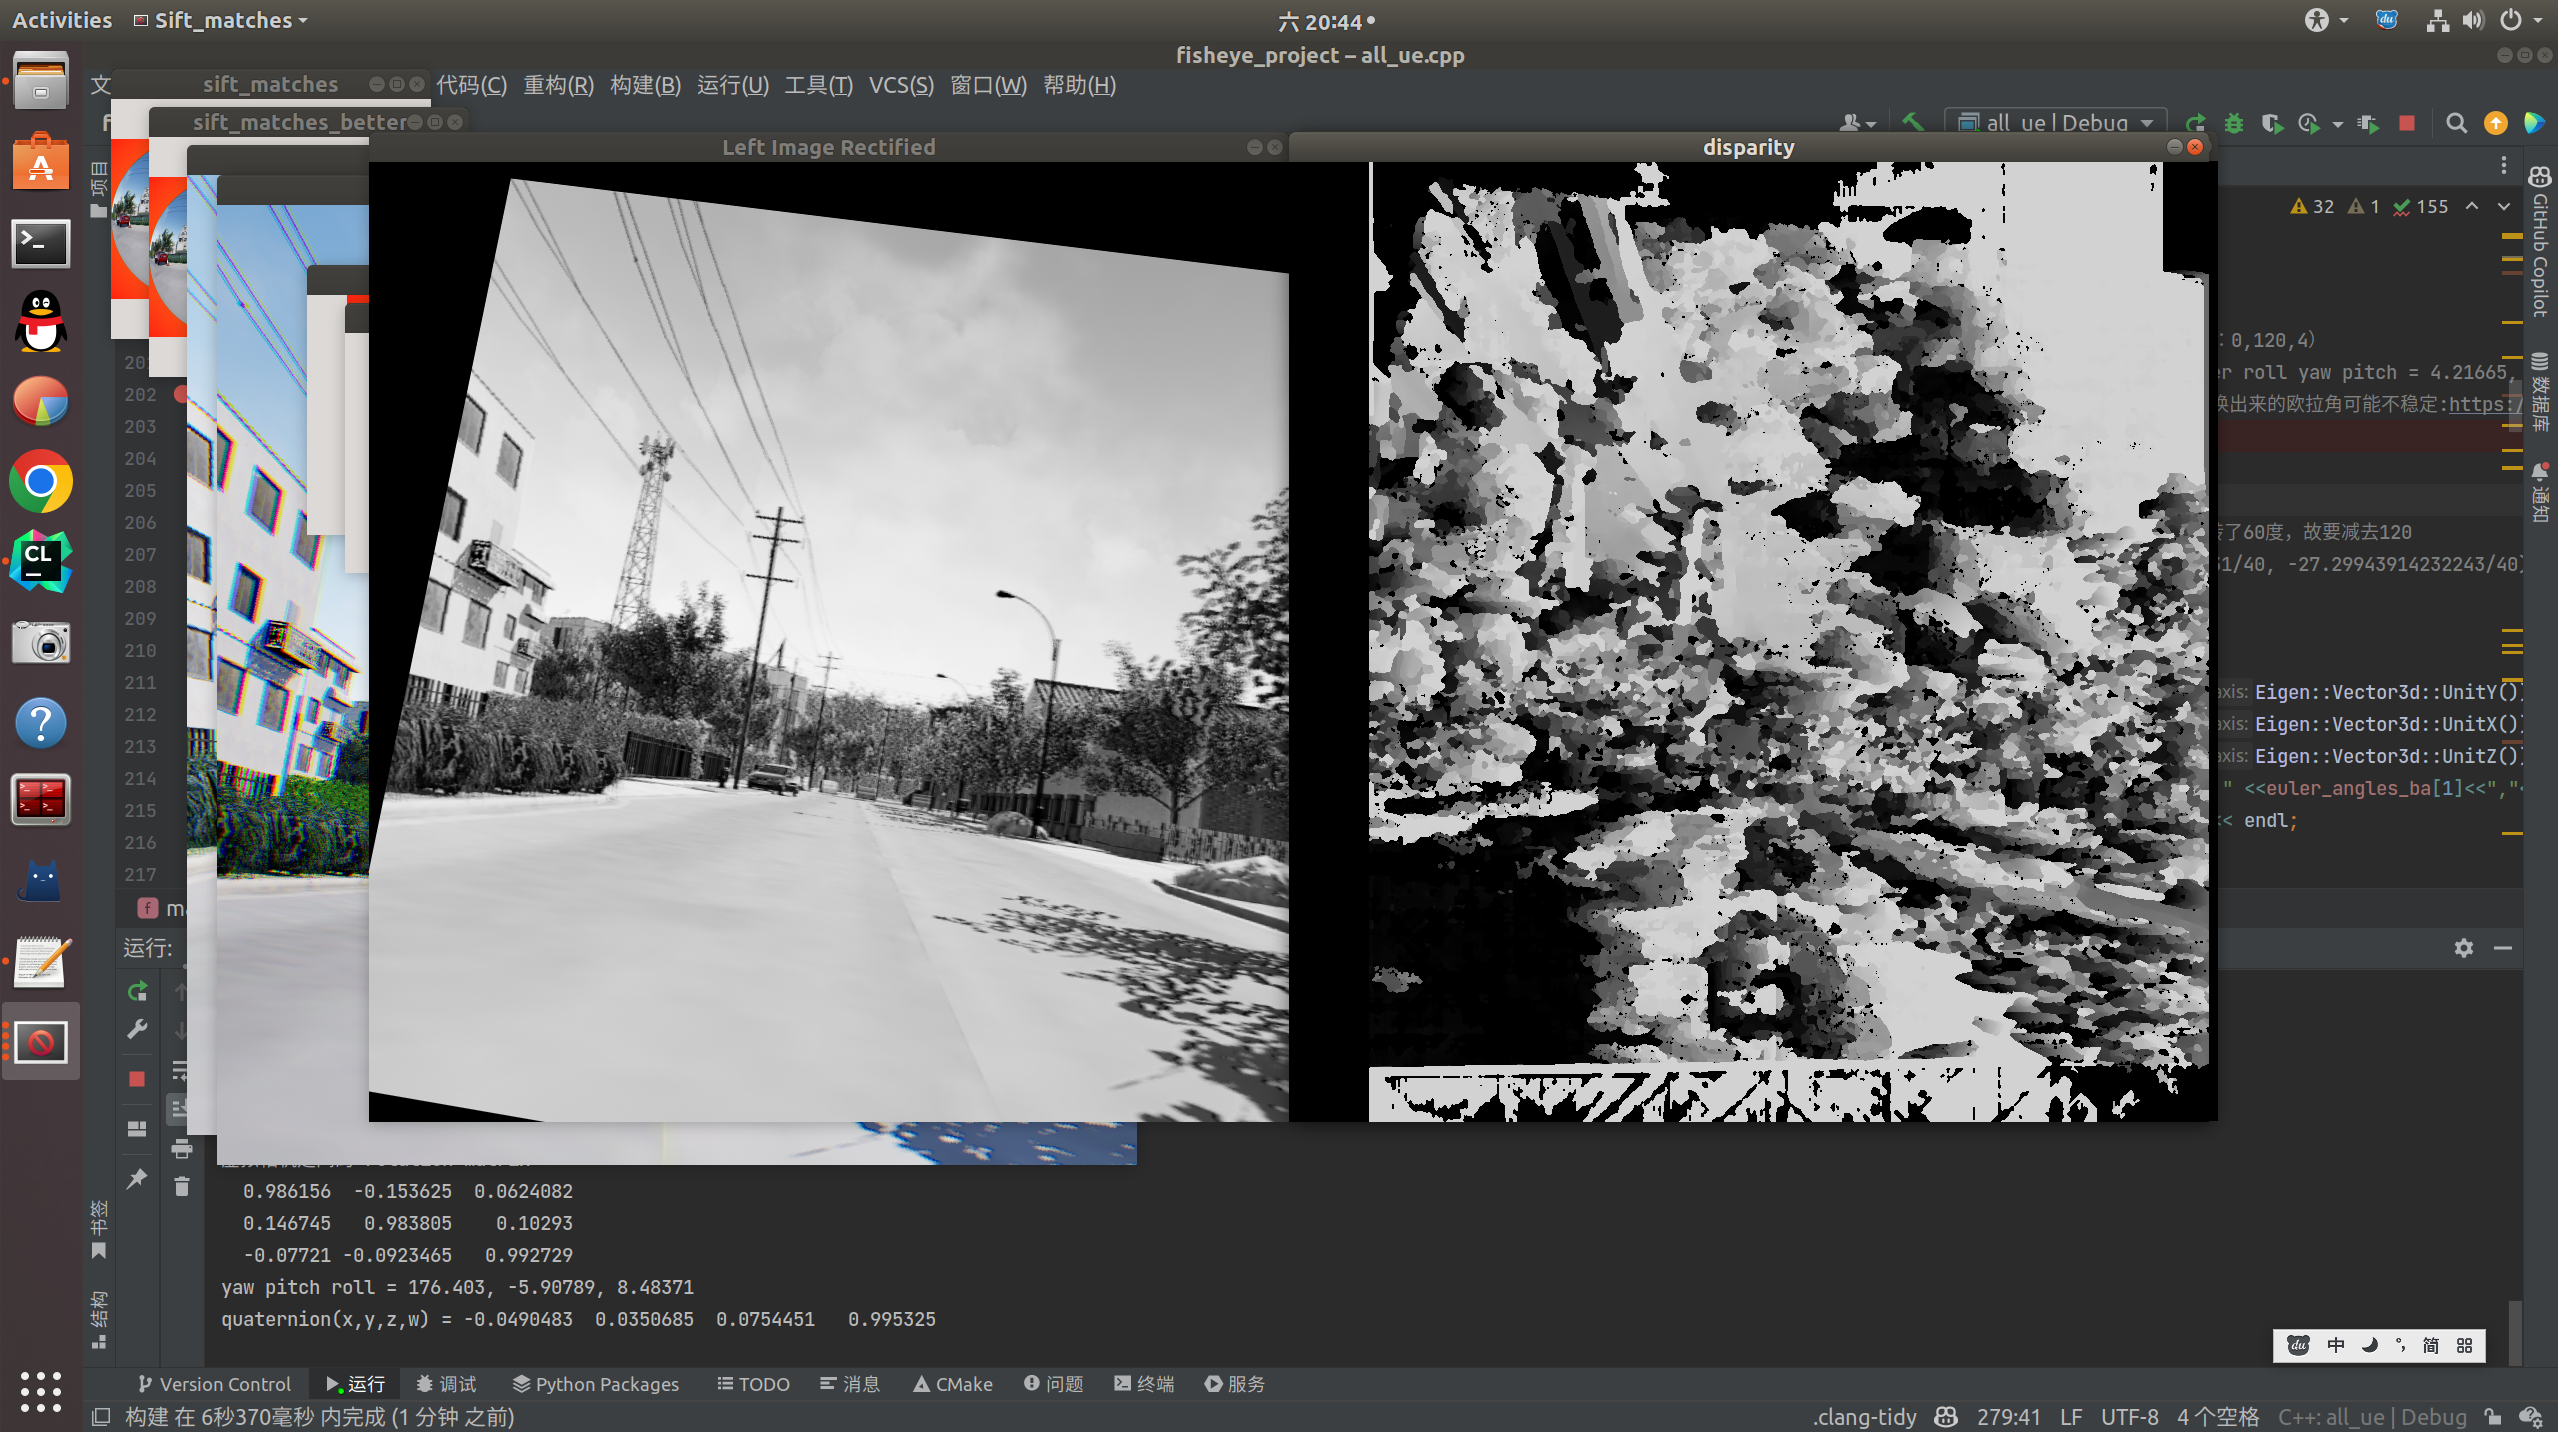 Activities Sift_matches 六 20:44
fisheye_project – all_ue.cpp
文 代码(C) 重构(R) 构建(B) 运行(U) 工具(T) VCS(S) 窗口(W) 帮助(H)
sift_matches
sift_matches_better
all_ue | Debug
Left Image Rectified
disparity
项目
32 1 155
GitHub Copilot
数据库
通知
0,120,4)
er roll yaw pitch = 4.21665,
换出来的欧拉角可能不稳定:https:/
转了60度，故要减去120
51/40, -27.29943914232243/40)
axis: Eigen::Vector3d::UnitY())
axis: Eigen::Vector3d::UnitX())
axis: Eigen::Vector3d::UnitZ())
" <<euler_angles_ba[1]<<","<
<< endl;
201
202
203
204
205
206
207
208
209
210
211
212
213
214
215
216
217
f ma
运行:
0.986156 -0.153625 0.0624082
0.146745 0.983805 0.10293
-0.07721 -0.0923465 0.992729
yaw pitch roll = 176.403, -5.90789, 8.48371
quaternion(x,y,z,w) = -0.0490483 0.0350685 0.0754451 0.995325
书签
结构
du 中 °, 简
Version Control 运行 调试 Python Packages TODO 消息 CMake 问题 终端 服务
构建 在 6秒370毫秒 内完成 (1 分钟 之前)
.clang-tidy 279:41 LF UTF-8 4 个空格 C++: all_ue | Debug